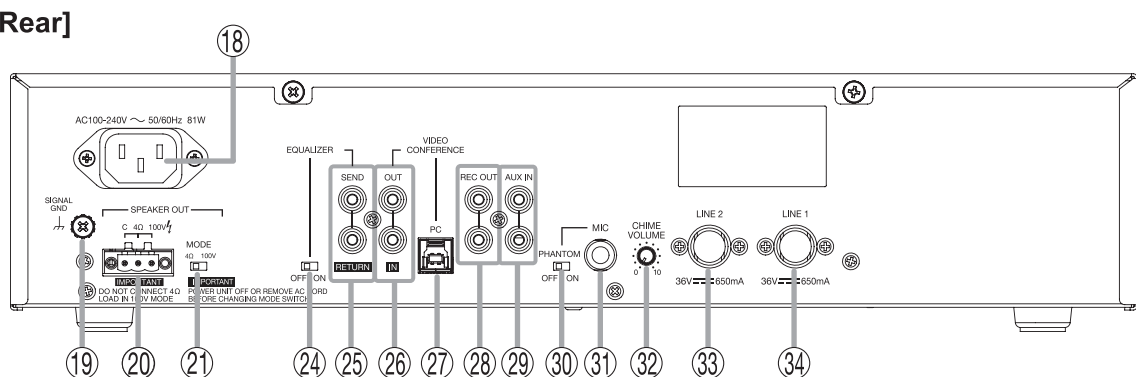 Rear]
⑱
AC100-240V ～ 50/60Hz 81W
SIGNAL
GND
SPEAKER OUT
C 4Ω 100V
IMPORTANT
DO NOT CONNECT 4Ω
LOAD IN 100V MODE
MODE
4Ω 100V
IMPORTANT
POWER UNIT OFF OR REMOVE AC CORD
BEFORE CHANGING MODE SWITCH
EQUALIZER
OFF ON
SEND
RETURN
VIDEO
CONFERENCE
OUT
IN
PC
REC OUT
AUX IN
PHANTOM
OFF ON
MIC
CHIME
VOLUME
0 10
LINE 2
36V 650mA
LINE 1
36V 650mA
⑲ ⑳ ㉑ ㉔ ㉕ ㉖ ㉗ ㉘ ㉙ ㉚ ㉛ ㉜ ㉝ ㉞